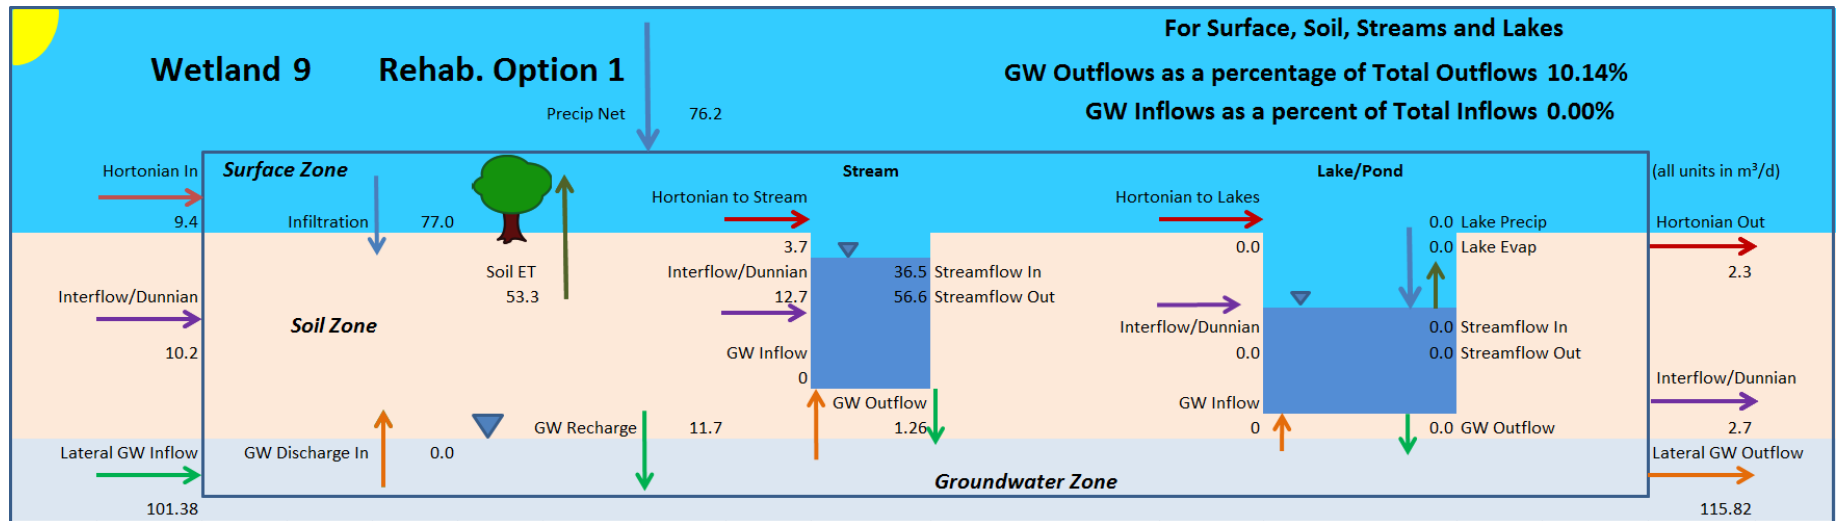 For Surface, Soil, Streams and Lakes
Wetland 9 Rehab. Option 1
GW Outflows as a percentage of Total Outflows 10.14%
GW Inflows as a percent of Total Inflows 0.00%
Precip Net 76.2
Hortonian In Surface Zone Stream Lake/Pond (all units in m³/d)
Hortonian to Stream Hortonian to Lakes
9.4 Infiltration 77.0 0.0 Lake Precip Hortonian Out
3.7 0.0 0.0 Lake Evap
Soil ET Interflow/Dunnian 36.5 Streamflow In 2.3
Interflow/Dunnian 53.3 12.7 56.6 Streamflow Out
Soil Zone Interflow/Dunnian 0.0 Streamflow In
10.2 GW Inflow 0.0 0.0 Streamflow Out
0 Interflow/Dunnian
GW Outflow GW Inflow
GW Recharge 11.7 1.26 0 0.0 GW Outflow 2.7
Lateral GW Inflow GW Discharge In 0.0 Lateral GW Outflow
Groundwater Zone
101.38 115.82